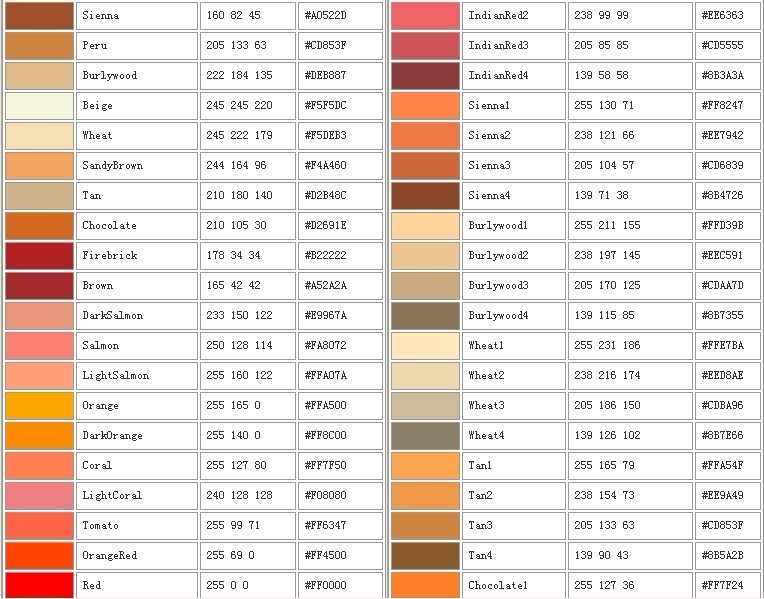 Sienna 160 82 45 #A0522D IndianRed2 238 99 99 #EE6363
Peru 205 133 63 #CD853F IndianRed3 205 85 85 #CD5555
Burlywood 222 184 135 #DEB887 IndianRed4 139 58 58 #8B3A3A
Beige 245 245 220 #F5F5DC Sienna1 255 130 71 #FF8247
Wheat 245 222 179 #F5DEB3 Sienna2 238 121 66 #EE7942
SandyBrown 244 164 96 #F4A460 Sienna3 205 104 57 #CD6839
Tan 210 180 140 #D2B48C Sienna4 139 71 38 #8B4726
Chocolate 210 105 30 #D2691E Burlywood1 255 211 155 #FFD39B
Firebrick 178 34 34 #B22222 Burlywood2 238 197 145 #EEC591
Brown 165 42 42 #A52A2A Burlywood3 205 170 125 #CDAA7D
DarkSalmon 233 150 122 #E9967A Burlywood4 139 115 85 #8B7355
Salmon 250 128 114 #FA8072 Wheat1 255 231 186 #FFE7BA
LightSalmon 255 160 122 #FFA07A Wheat2 238 216 174 #EED8AE
Orange 255 165 0 #FFA500 Wheat3 205 186 150 #CDBA96
DarkOrange 255 140 0 #FF8C00 Wheat4 139 126 102 #8B7E66
Coral 255 127 80 #FF7F50 Tan1 255 165 79 #FFA54F
LightCoral 240 128 128 #F08080 Tan2 238 154 73 #EE9A49
Tomato 255 99 71 #FF6347 Tan3 205 133 63 #CD853F
OrangeRed 255 69 0 #FF4500 Tan4 139 90 43 #8B5A2B
Red 255 0 0 #FF0000 Chocolate1 255 127 36 #FF7F24